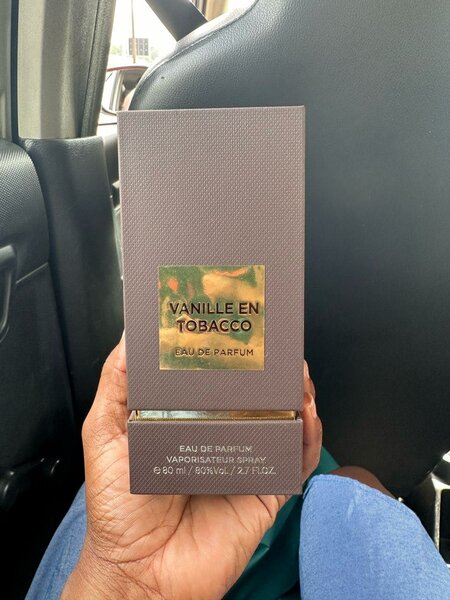 VANILLE EN
TOBACCO
EAU DE PARFUM
EAU DE PARFUM
VAPORISATEUR SPRAY
℮ 80 ml / 80%Vol. / 2.7 FL.OZ.